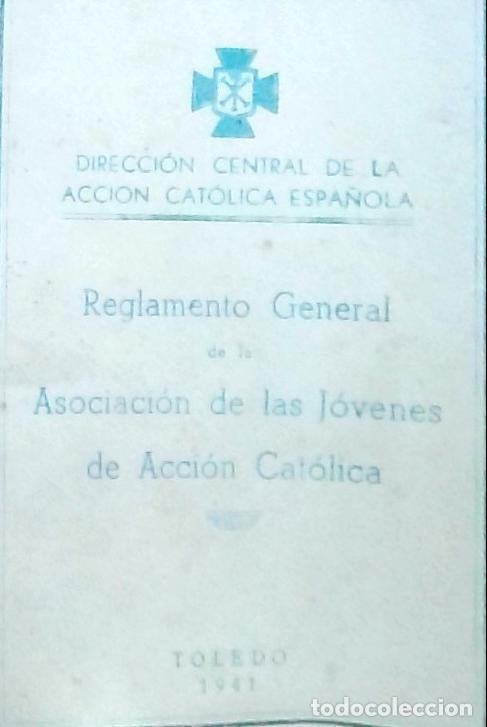 DIRECCIÓN CENTRAL DE LA
ACCION CATÓLICA ESPAÑOLA
Reglamento General
de la
Asociación de las Jóvenes
de Acción Católica
TOLEDO
1941
todocoleccion